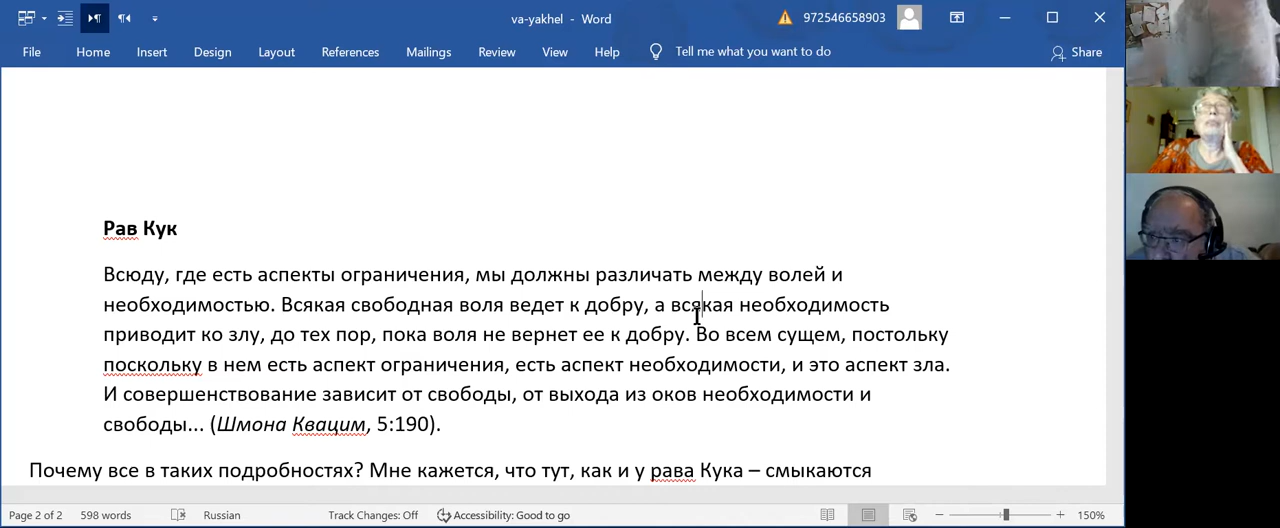 va-yakhel - Word
972546658903
File Home Insert Design Layout References Mailings Review View Help Tell me what you want to do Share
Рав Кук
Всюду, где есть аспекты ограничения, мы должны различать между волей и
необходимостью. Всякая свободная воля ведет к добру, а всякая необходимость
приводит ко злу, до тех пор, пока воля не вернет ее к добру. Во всем сущем, постольку
поскольку в нем есть аспект ограничения, есть аспект необходимости, и это аспект зла.
И совершенствование зависит от свободы, от выхода из оков необходимости и
свободы... (Шмона Квацим, 5:190).
Почему все в таких подробностях? Мне кажется, что тут, как и у рава Кука – смыкаются
Page 2 of 2 598 words Russian Track Changes: Off Accessibility: Good to go 150%